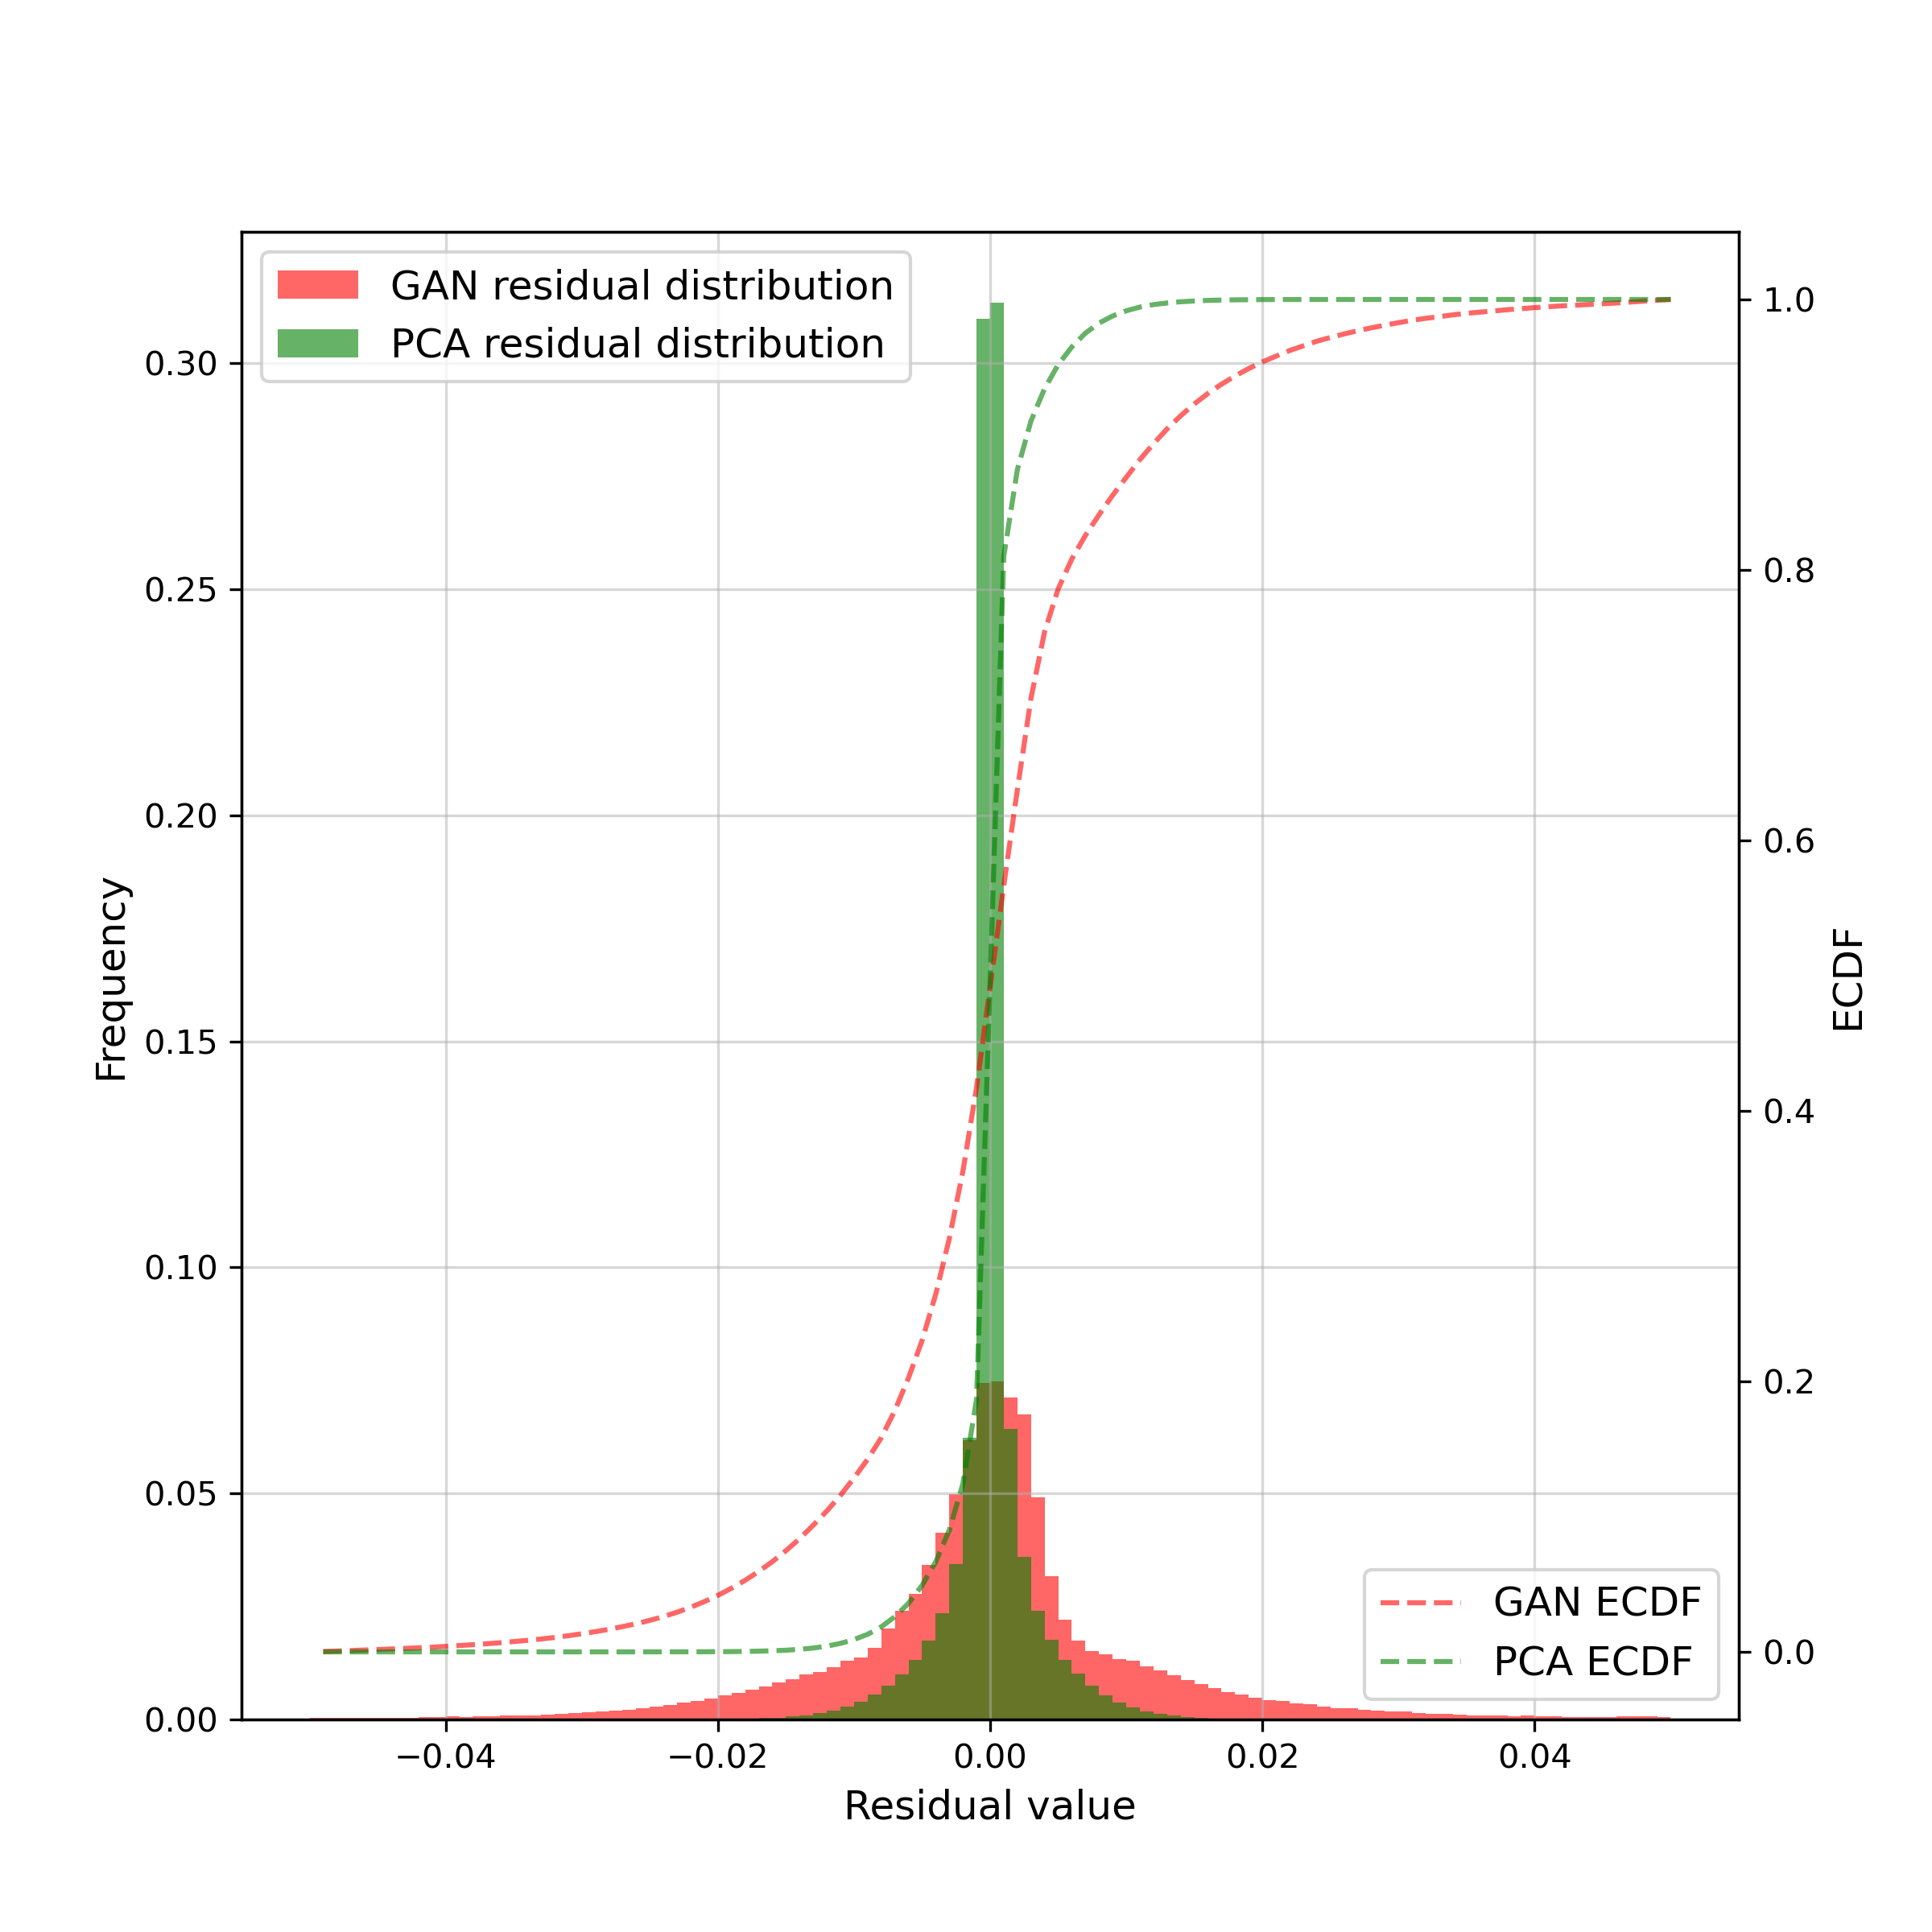 GAN residual distribution
PCA residual distribution
0.30
0.25
0.20
0.15
0.10
0.05
0.00
Frequency
1.0
0.8
0.6
0.4
0.2
0.0
ECDF
GAN ECDF
PCA ECDF
−0.04 −0.02 0.00 0.02 0.04
Residual value